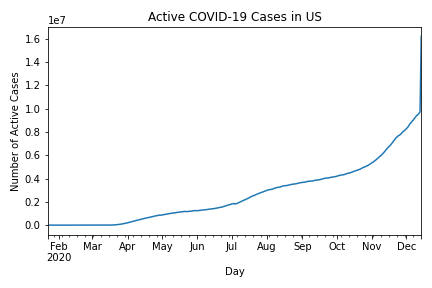 Active COVID-19 Cases in US
1e7
1.6
1.4
1.2
1.0
0.8
0.6
0.4
0.2
0.0
Number of Active Cases
Feb Mar Apr May Jun Jul Aug Sep Oct Nov Dec
2020
Day